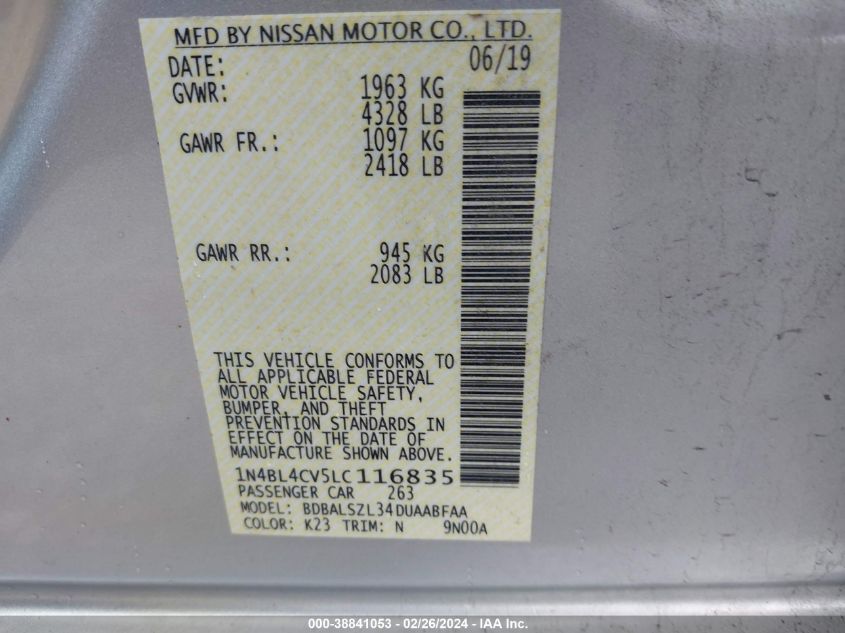 MFD BY NISSAN MOTOR CO., LTD.
DATE: 06/19
GVWR: 1963 KG
4328 LB
GAWR FR.: 1097 KG
2418 LB
GAWR RR.: 945 KG
2083 LB
THIS VEHICLE CONFORMS TO
ALL APPLICABLE FEDERAL
MOTOR VEHICLE SAFETY,
BUMPER, AND THEFT
PREVENTION STANDARDS IN
EFFECT ON THE DATE OF
MANUFACTURE SHOWN ABOVE.
1N4BL4CV5LC116835
PASSENGER CAR 263
MODEL: BDBALSZL34DUAABFAA
COLOR: K23 TRIM: N 9N00A
000-38841053 - 02/26/2024 - IAA Inc.